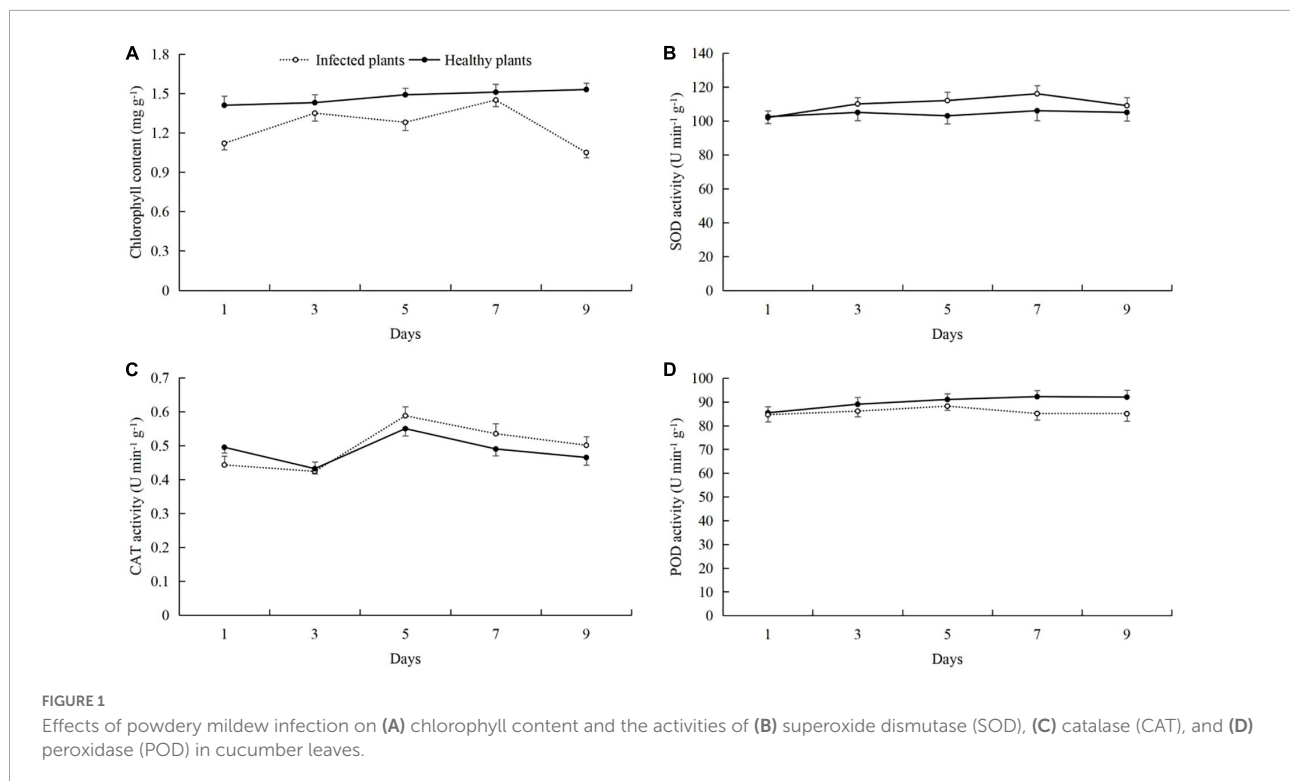 A
Infected plants
Healthy plants
Chlorophyll content (mg g⁻¹)
1.8
1.5
1.2
0.9
0.6
0.3
0
1 3 5 7 9
Days
B
SOD activity (U min⁻¹ g⁻¹)
140
120
100
80
60
40
20
0
1 3 5 7 9
Days
C
CAT activity (U min⁻¹ g⁻¹)
0.7
0.6
0.5
0.4
0.3
0.2
0.1
0
1 3 5 7 9
Days
D
POD activity (U min⁻¹ g⁻¹)
100
90
80
70
60
50
40
30
20
10
0
1 3 5 7 9
Days
FIGURE 1
Effects of powdery mildew infection on (A) chlorophyll content and the activities of (B) superoxide dismutase (SOD), (C) catalase (CAT), and (D)
peroxidase (POD) in cucumber leaves.